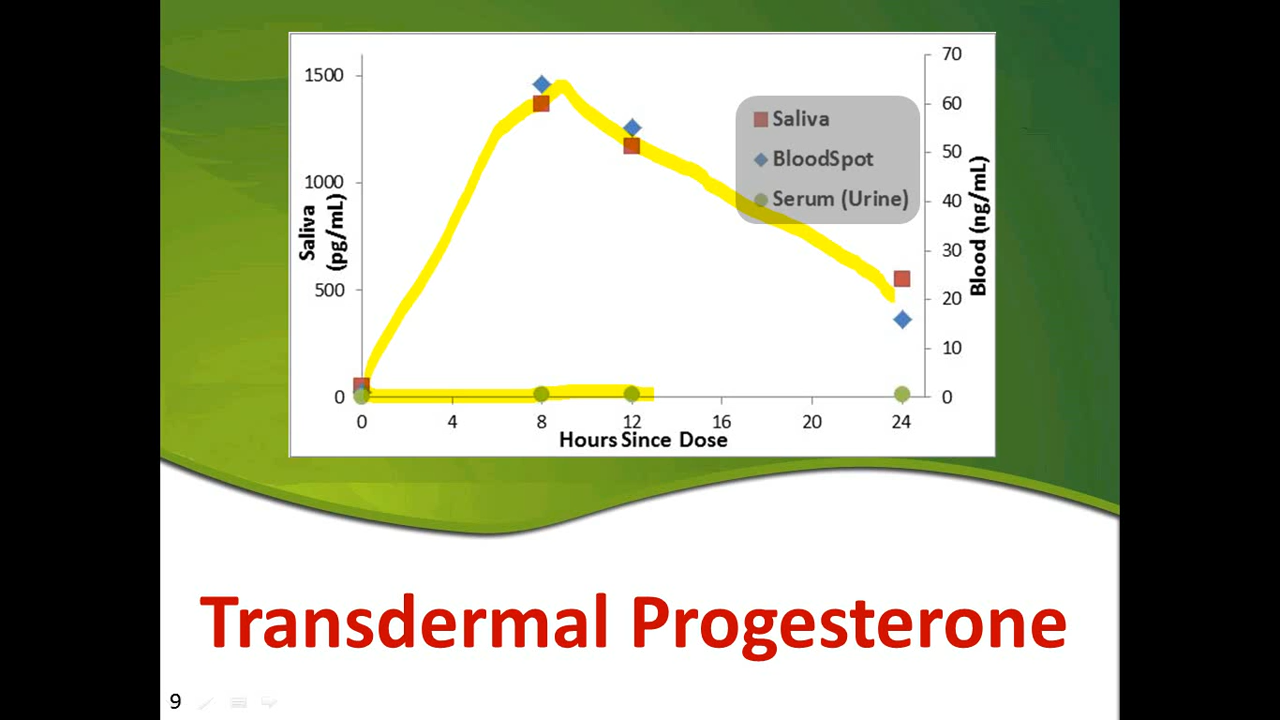 1500
1000
500
0
Saliva
(pg/mL)
70
60
50
40
30
20
10
0
Blood (ng/mL)
Saliva
BloodSpot
Serum (Urine)
0 4 8 12 16 20 24
Hours Since Dose
Transdermal Progesterone
9